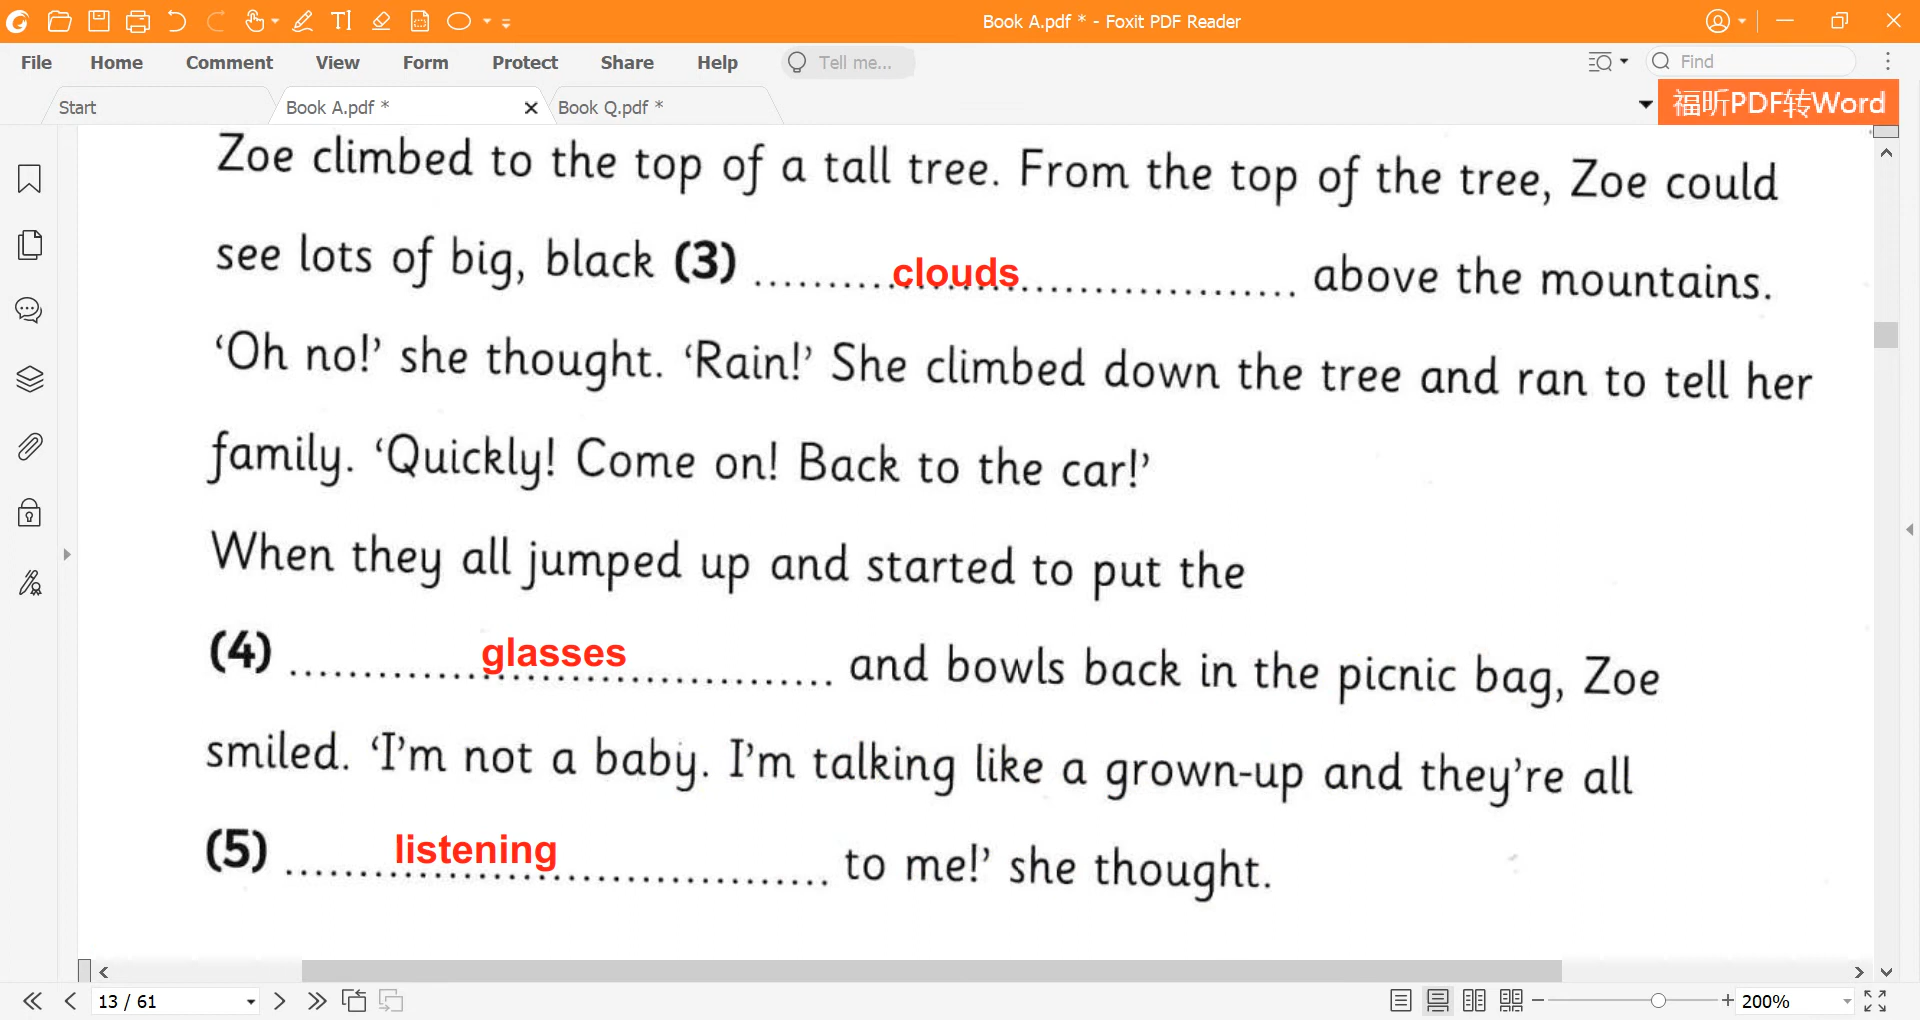 Book A.pdf * - Foxit PDF Reader
File Home Comment View Form Protect Share Help Tell me... Find
Start Book A.pdf * Book Q.pdf * 福昕PDF转Word
Zoe climbed to the top of a tall tree. From the top of the tree, Zoe could
see lots of big, black (3) clouds above the mountains.
‘Oh no!’ she thought. ‘Rain!’ She climbed down the tree and ran to tell her
family. ‘Quickly! Come on! Back to the car!’
When they all jumped up and started to put the
(4) glasses and bowls back in the picnic bag, Zoe
smiled. ‘I’m not a baby. I’m talking like a grown-up and they’re all
(5) listening to me!’ she thought.
13 / 61 200%